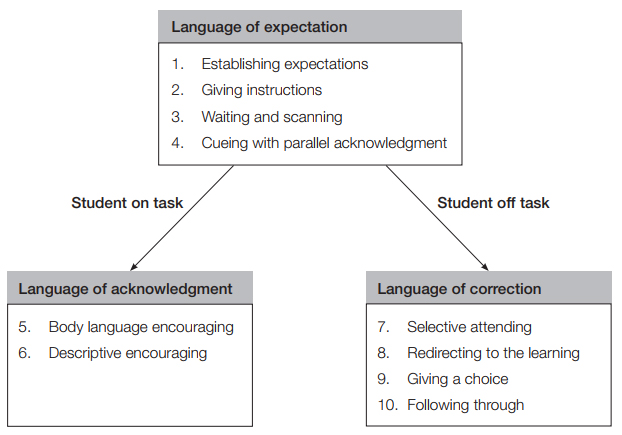 Language of expectation
1. Establishing expectations
2. Giving instructions
3. Waiting and scanning
4. Cueing with parallel acknowledgment
Student on task
Student off task
Language of acknowledgment
5. Body language encouraging
6. Descriptive encouraging
Language of correction
7. Selective attending
8. Redirecting to the learning
9. Giving a choice
10. Following through